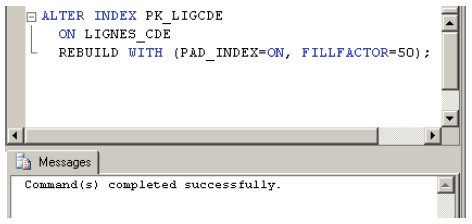 ALTER INDEX PK_LIGCDE
ON LIGNES_CDE
REBUILD WITH (PAD_INDEX=ON, FILLFACTOR=50);
Messages
Command(s) completed successfully.